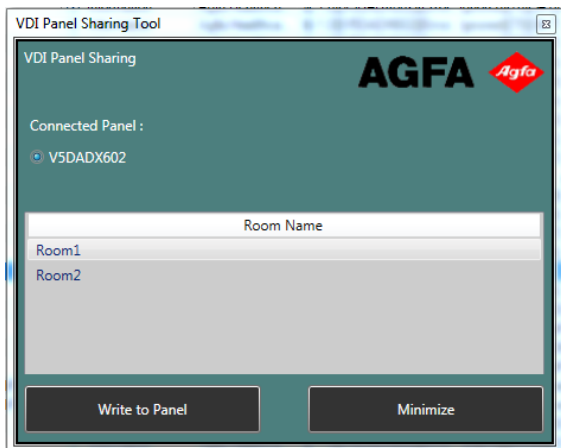 VDI Panel Sharing Tool
VDI Panel Sharing
AGFA Agfa
Connected Panel :
V5DADX602
Room Name
Room1
Room2
Write to Panel
Minimize